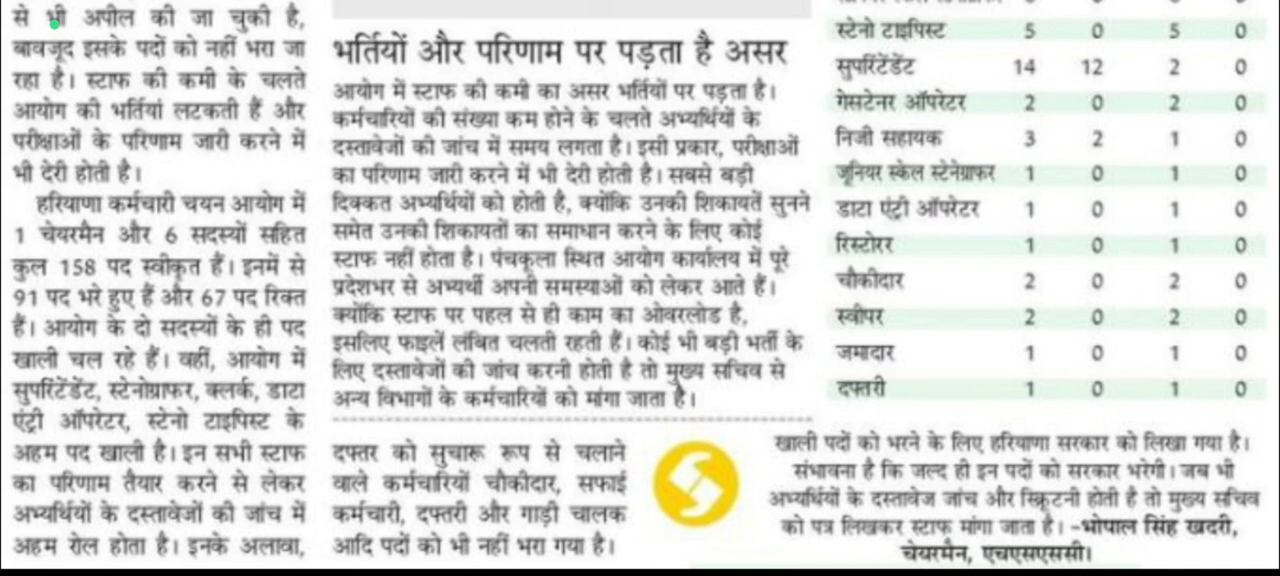 से भी अपील की जा चुकी है,
बावजूद इसके पदों को नहीं भरा जा
रहा है। स्टाफ की कमी के चलते
आयोग की भर्तियां लटकती हैं और
परीक्षाओं के परिणाम जारी करने में
भी देरी होती है।
हरियाणा कर्मचारी चयन आयोग में
1 चेयरमैन और 6 सदस्यों सहित
कुल 158 पद स्वीकृत हैं। इनमें से
91 पद भरे हुए हैं और 67 पद रिक्त
हैं। आयोग के दो सदस्यों के ही पद
खाली चल रहे हैं। वहीं, आयोग में
सुपरिंटेंडेंट, स्टेनोग्राफर, क्लर्क, डाटा
एंट्री ऑपरेटर, स्टेनो टाइपिस्ट के
अहम पद खाली है। इन सभी स्टाफ
का परिणाम तैयार करने से लेकर
अभ्यर्थियों के दस्तावेजों की जांच में
अहम रोल होता है। इनके अलावा,
भर्तियों और परिणाम पर पड़ता है असर
आयोग में स्टाफ की कमी का असर भर्तियों पर पड़ता है।
कर्मचारियों की संख्या कम होने के चलते अभ्यर्थियों के
दस्तावेजों की जांच में समय लगता है। इसी प्रकार, परीक्षाओं
का परिणाम जारी करने में भी देरी होती है। सबसे बड़ी
दिक्कत अभ्यर्थियों को होती है, क्योंकि उनकी शिकायतें सुनने
समेत उनकी शिकायतों का समाधान करने के लिए कोई
स्टाफ नहीं होता है। पंचकूला स्थित आयोग कार्यालय में पूरे
प्रदेशभर से अभ्यर्थी अपनी समस्याओं को लेकर आते हैं।
क्योंकि स्टाफ पर पहल से ही काम का ओवरलोड है,
इसलिए फाइलें लंबित चलती रहती हैं। कोई भी बड़ी भर्ती के
लिए दस्तावेजों की जांच करनी होती है तो मुख्य सचिव से
अन्य विभागों के कर्मचारियों को मांगा जाता है।
दफ्तर को सुचारू रूप से चलाने
वाले कर्मचारियों चौकीदार, सफाई
कर्मचारी, दफ्तरी और गाड़ी चालक
आदि पदों को भी नहीं भरा गया है।
स्टेनो टाइपिस्ट 5 0 5 0
सुपरिंटेंडेंट 14 12 2 0
गेसटेनर ऑपरेटर 2 0 2 0
निजी सहायक 3 2 1 0
जूनियर स्केल स्टेनेग्राफर 1 0 1 0
डाटा एंट्री ऑपरेटर 1 0 1 0
रिस्टोरर 1 0 1 0
चौकीदार 2 0 2 0
स्वीपर 2 0 2 0
जमादार 1 0 1 0
दफ्तरी 1 0 1 0
खाली पदों को भरने के लिए हरियाणा सरकार को लिखा गया है।
संभावना है कि जल्द ही इन पदों को सरकार भरेगी। जब भी
अभ्यर्थियों के दस्तावेज जांच और स्क्रूटनी होती है तो मुख्य सचिव
को पत्र लिखकर स्टाफ मांगा जाता है। -भोपाल सिंह खदरी,
चेयरमैन, एचएसएससी।